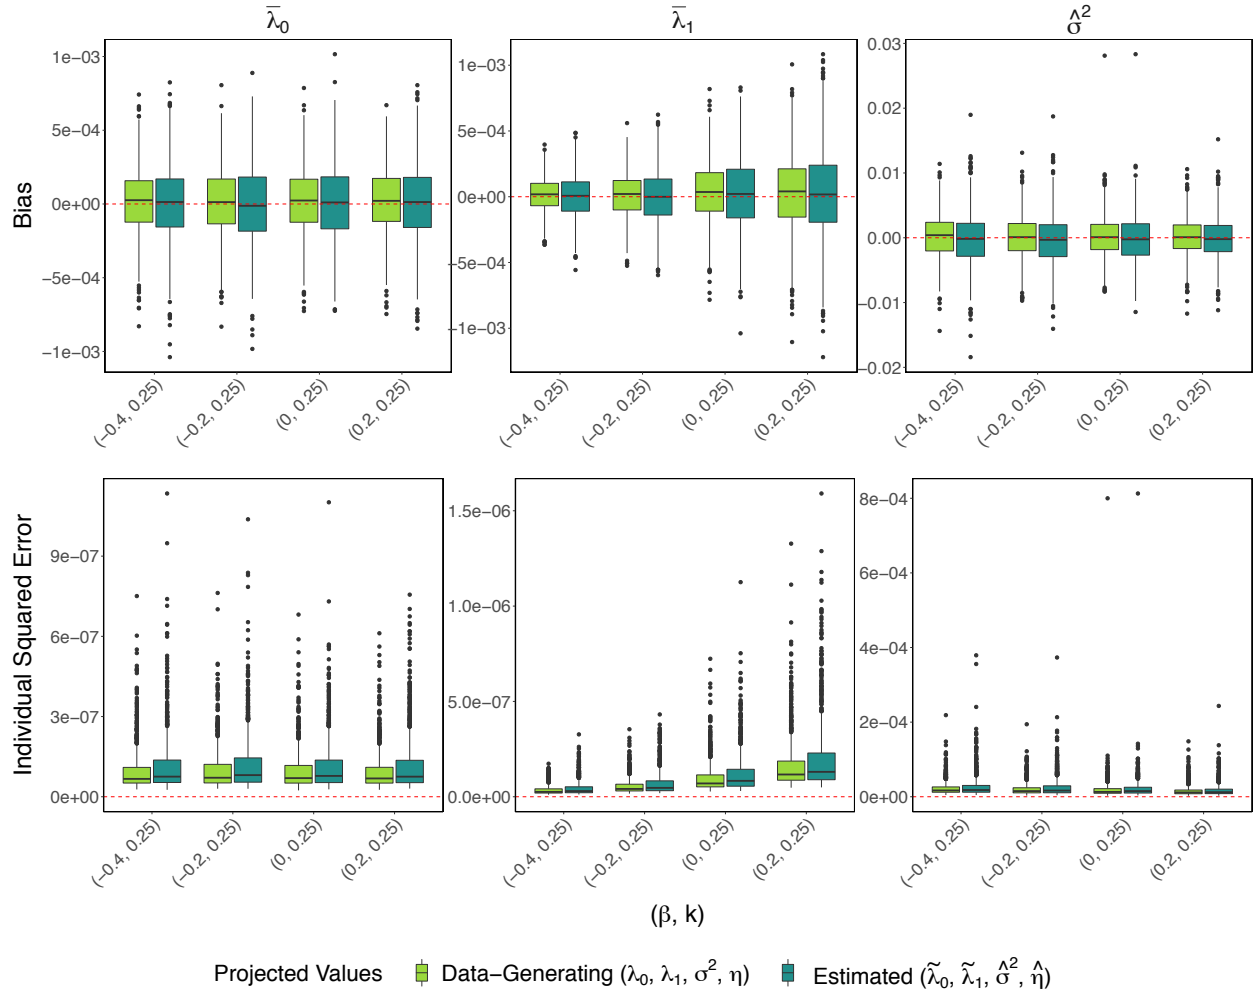 λ̄₀ λ̄₁ σ̂²
Bias
1e−03
5e−04
0e+00
−5e−04
−1e−03
(−0.4, 0.25) (−0.2, 0.25) (0, 0.25) (0.2, 0.25)
1e−03
5e−04
0e+00
−5e−04
−1e−03
(−0.4, 0.25) (−0.2, 0.25) (0, 0.25) (0.2, 0.25)
0.03
0.02
0.01
0.00
−0.01
−0.02
(−0.4, 0.25) (−0.2, 0.25) (0, 0.25) (0.2, 0.25)
Individual Squared Error
9e−07
6e−07
3e−07
0e+00
(−0.4, 0.25) (−0.2, 0.25) (0, 0.25) (0.2, 0.25)
1.5e−06
1.0e−06
5.0e−07
0.0e+00
(−0.4, 0.25) (−0.2, 0.25) (0, 0.25) (0.2, 0.25)
8e−04
6e−04
4e−04
2e−04
0e+00
(−0.4, 0.25) (−0.2, 0.25) (0, 0.25) (0.2, 0.25)
(β, k)
Projected Values Data−Generating (λ₀, λ₁, σ², η) Estimated (λ̃₀, λ̃₁, σ̂², η̂)